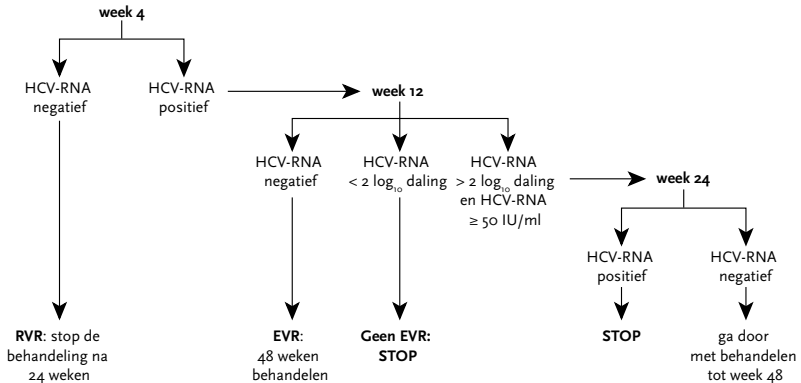 week 4
HCV-RNA
negatief
HCV-RNA
positief
week 12
HCV-RNA
negatief
HCV-RNA
< 2 log₁₀ daling
HCV-RNA
> 2 log₁₀ daling
en HCV-RNA
≥ 50 IU/ml
week 24
HCV-RNA
positief
HCV-RNA
negatief
RVR: stop de
behandeling na
24 weken
EVR:
48 weken
behandelen
Geen EVR:
STOP
STOP
ga door
met behandelen
tot week 48